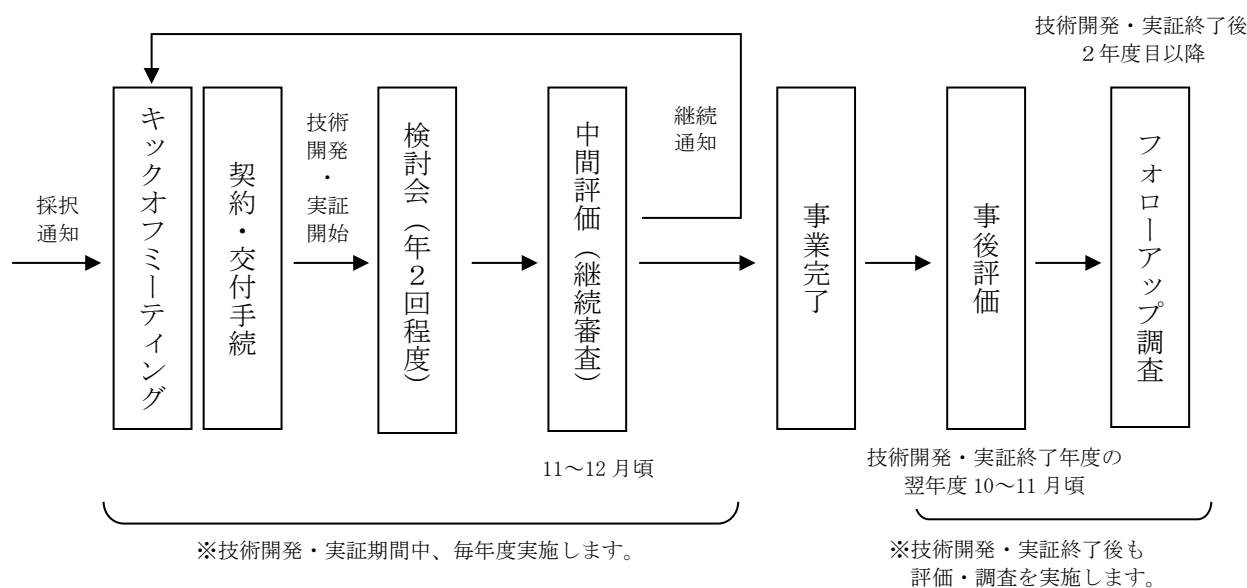 技術開発・実証終了後
２年度目以降
採択
通知
キックオフミーティング
契約・交付手続
技術
開発
・
実証
開始
検討会（年２回程度）
中間評価（継続審査）
継続
通知
事業完了
事後評価
フォローアップ調査
11～12 月頃
技術開発・実証終了年度の
翌年度 10～11 月頃
※技術開発・実証期間中、毎年度実施します。
※技術開発・実証終了後も
評価・調査を実施します。